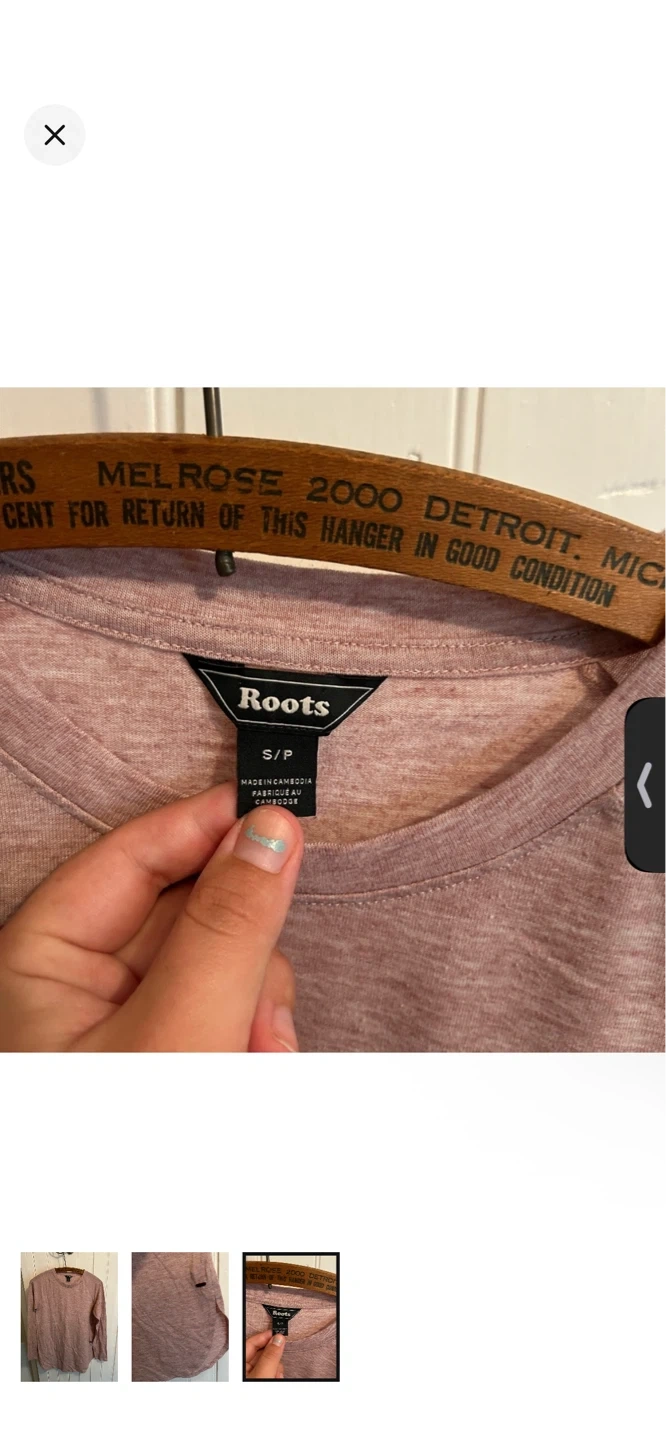 RS MELROSE 2000 DETROIT. MIC
CENT FOR RETURN OF THIS HANGER IN GOOD CONDITION
Roots
S/P
MADE IN CAMBODIA
FABRIQUÉ AU
CAMBODGE